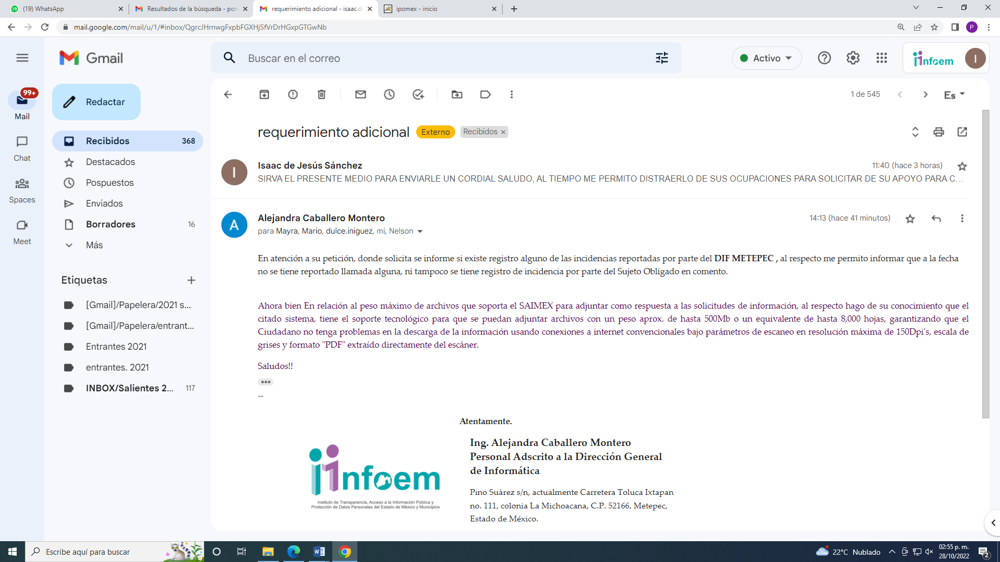 (19) WhatsApp
Resultados de la búsqueda - pon
requerimiento adicional - isaac.d
ipomex - inicio
mail.google.com/mail/u/1/#inbox/QgrcJHrnwgFxpbFGXHjSfVrDrHGxpGTGwNb
P
Gmail
Buscar en el correo
Activo
infoem
I
99+
Mail
Chat
Spaces
Meet
Redactar
Recibidos 368
Destacados
Pospuestos
Enviados
Borradores 16
Más
Etiquetas
[Gmail]/Papelera/2021 s...
[Gmail]/Papelera/entrant...
Entrantes 2021
entrantes. 2021
INBOX/Salientes 2... 117
1 de 545
Es
requerimiento adicional Externo Recibidos ×
I
Isaac de Jesús Sánchez 11:40 (hace 3 horas)
SIRVA EL PRESENTE MEDIO PARA ENVIARLE UN CORDIAL SALUDO, AL TIEMPO ME PERMITO DISTRAERLO DE SUS OCUPACIONES PARA SOLICITAR DE SU APOYO PARA C...
A
Alejandra Caballero Montero 14:13 (hace 41 minutos)
para Mayra, Mario, dulce.iniguez, mí, Nelson
En atención a su petición, donde solicita se informe si existe registro alguno de las incidencias reportadas por parte del DIF METEPEC , al respecto me permito informar que a la fecha
no se tiene reportado llamada alguna, ni tampoco se tiene registro de incidencia por parte del Sujeto Obligado en comento.
Ahora bien En relación al peso máximo de archivos que soporta el SAIMEX para adjuntar como respuesta a las solicitudes de información, al respecto hago de su conocimiento que el
citado sistema, tiene el soporte tecnológico para que se puedan adjuntar archivos con un peso aprox. de hasta 500Mb o un equivalente de hasta 8,000 hojas, garantizando que el
Ciudadano no tenga problemas en la descarga de la información usando conexiones a internet convencionales bajo parámetros de escaneo en resolución máxima de 150Dpi's, escala de
grises y formato "PDF" extraído directamente del escáner.
Saludos!!
--
Atentamente.
infoem
Instituto de Transparencia, Acceso a la Información Pública y
Protección de Datos Personales del Estado de México y Municipios
Ing. Alejandra Caballero Montero
Personal Adscrito a la Dirección General
de Informática
Pino Suárez s/n, actualmente Carretera Toluca Ixtapan
no. 111, colonia La Michoacana, C.P. 52166, Metepec,
Estado de México.
Escribe aquí para buscar
22°C Nublado
02:55 p. m.
28/10/2022
2